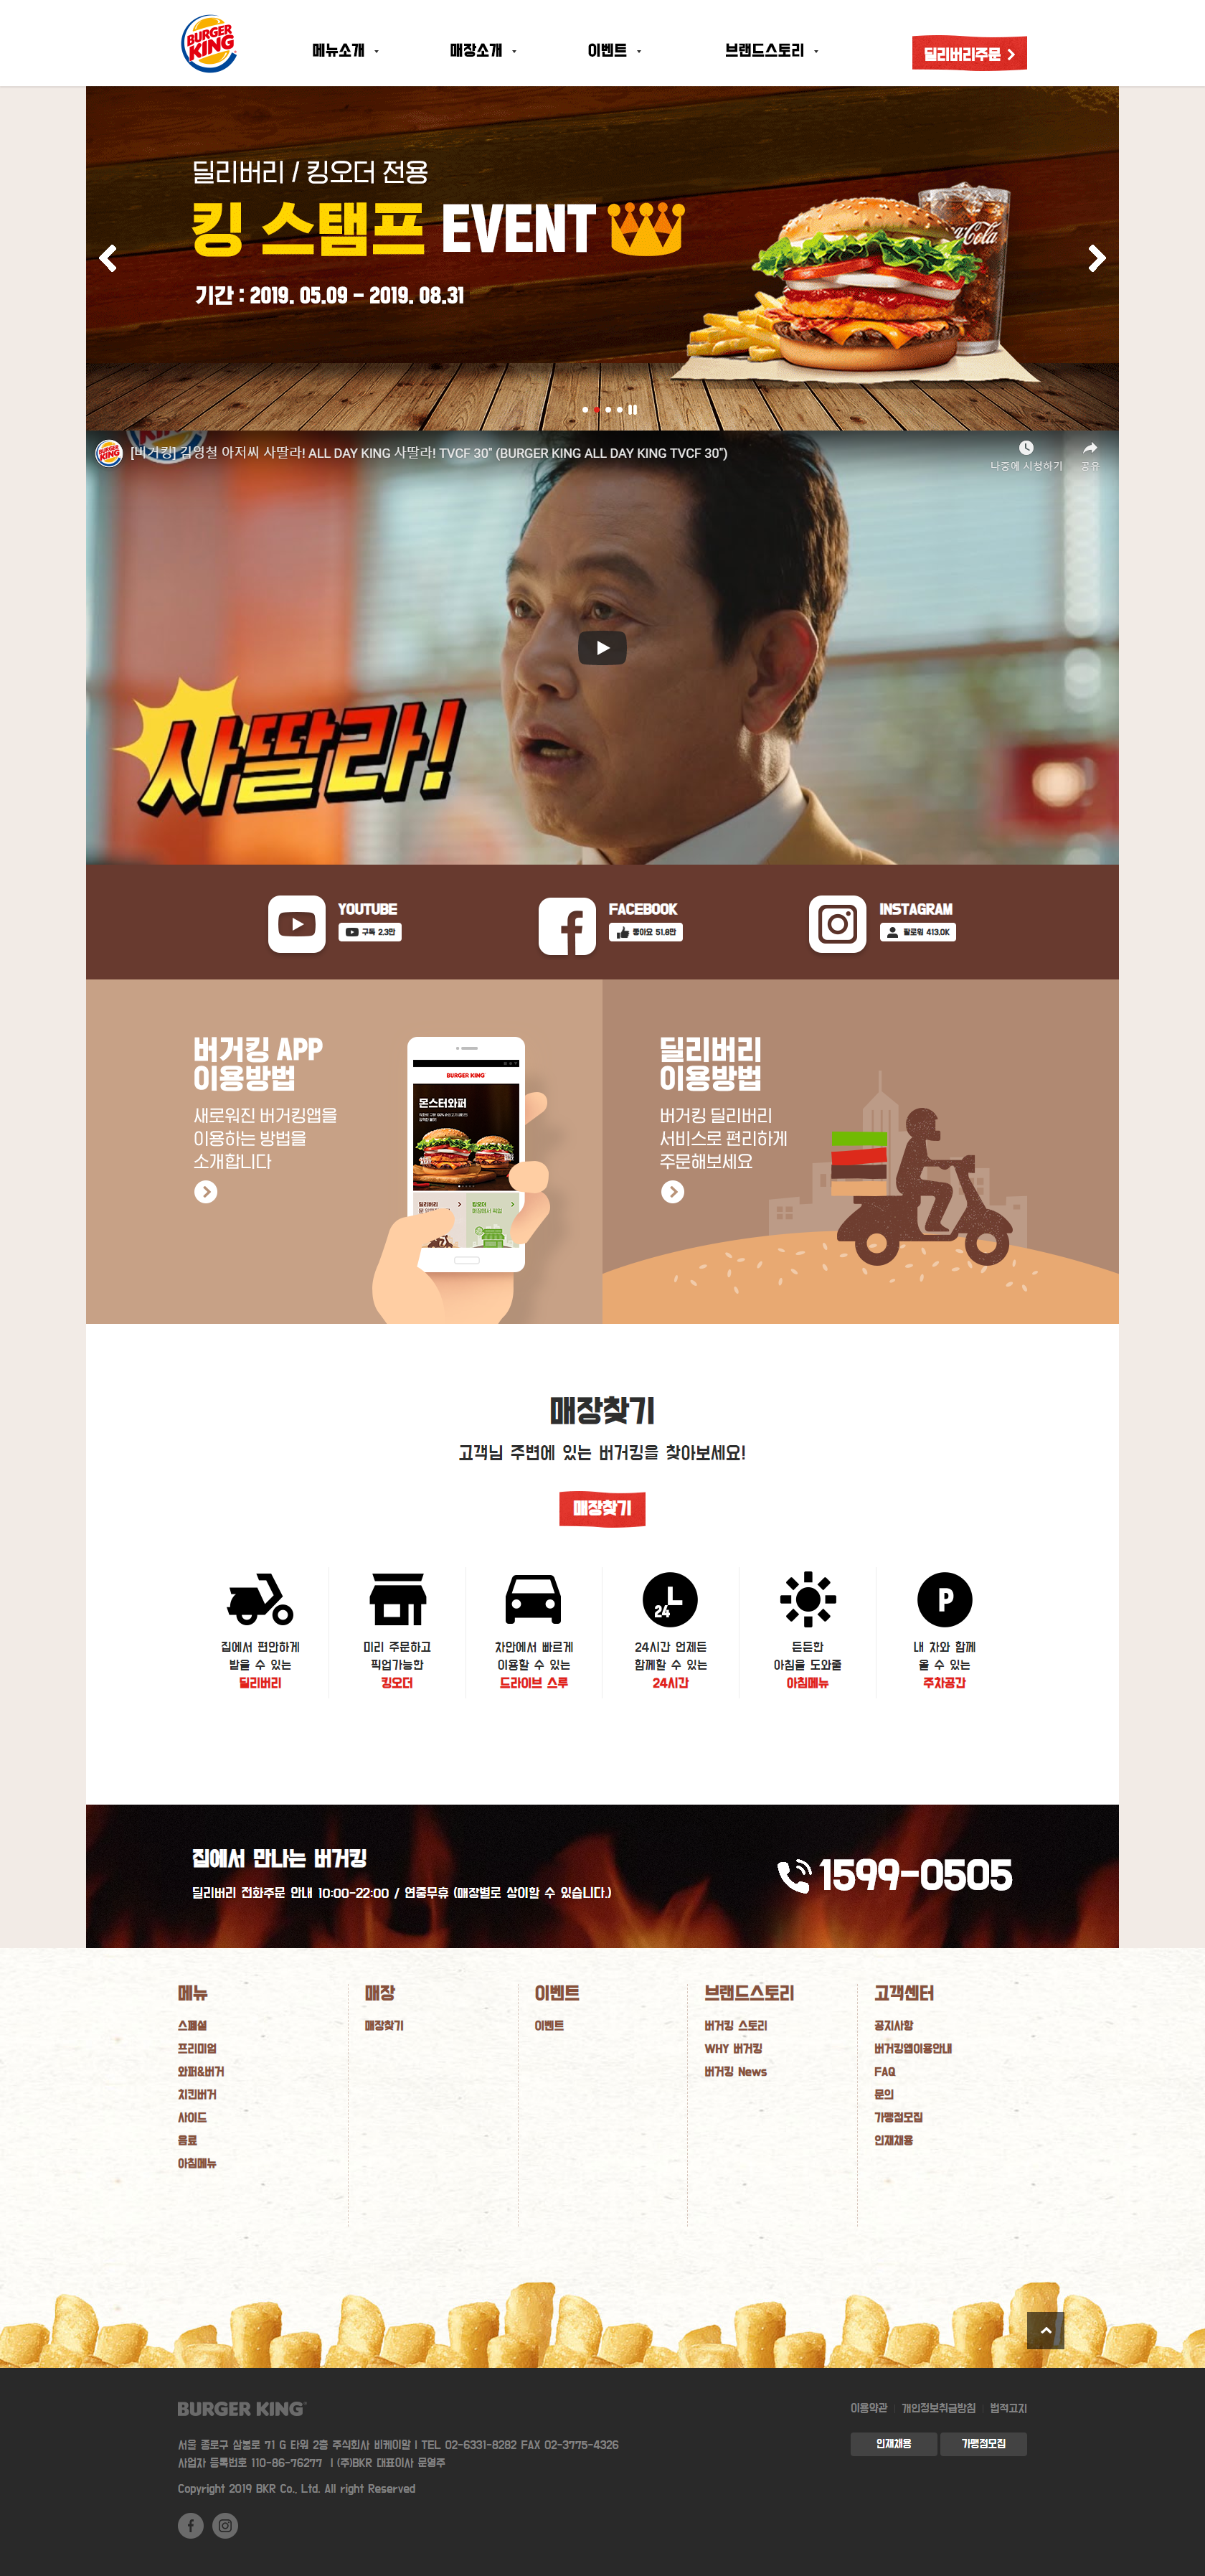 BURGER KING
메뉴소개
매장소개
이벤트
브랜드스토리
딜리버리주문
딜리버리 / 킹오더 전용
킹 스탬프 EVENT
기간 : 2019. 05.09 - 2019. 08.31
[버거킹] 김영철 아저씨 사딸라! ALL DAY KING 사딸라! TVCF 30" (BURGER KING ALL DAY KING TVCF 30")
나중에 시청하기
공유
사딸라!
YOUTUBE
구독 2.3만
FACEBOOK
좋아요 51.8만
INSTAGRAM
팔로워 413.0K
버거킹 APP
이용방법
새로워진 버거킹앱을
이용하는 방법을
소개합니다
BURGER KING
몬스터와퍼
딜리버리
킹오더
매장에서 픽업
딜리버리
이용방법
버거킹 딜리버리
서비스로 편리하게
주문해보세요
매장찾기
고객님 주변에 있는 버거킹을 찾아보세요!
매장찾기
집에서 편안하게
받을 수 있는
딜리버리
미리 주문하고
픽업가능한
킹오더
차안에서 빠르게
이용할 수 있는
드라이브 스루
24
24시간 언제든
함께할 수 있는
24시간
든든한
아침을 도와줄
아침메뉴
P
내 차와 함께
올 수 있는
주차공간
집에서 만나는 버거킹
딜리버리 전화주문 안내 10:00-22:00 / 연중무휴 (매장별로 상이할 수 있습니다.)
1599-0505
메뉴
스페셜
프리미엄
와퍼&버거
치킨버거
사이드
음료
아침메뉴
매장
매장찾기
이벤트
이벤트
브랜드스토리
버거킹 스토리
WHY 버거킹
버거킹 News
고객센터
공지사항
버거킹앱이용안내
FAQ
문의
가맹점모집
인재채용
BURGER KING
이용약관
개인정보취급방침
법적고지
인재채용
가맹점모집
서울 종로구 삼봉로 71 G 타워 2층 주식회사 비케이알 | TEL 02-6331-8282 FAX 02-3775-4326
사업자 등록번호 110-86-76277 | (주)BKR 대표이사 문영주
Copyright 2019 BKR Co., Ltd. All right Reserved